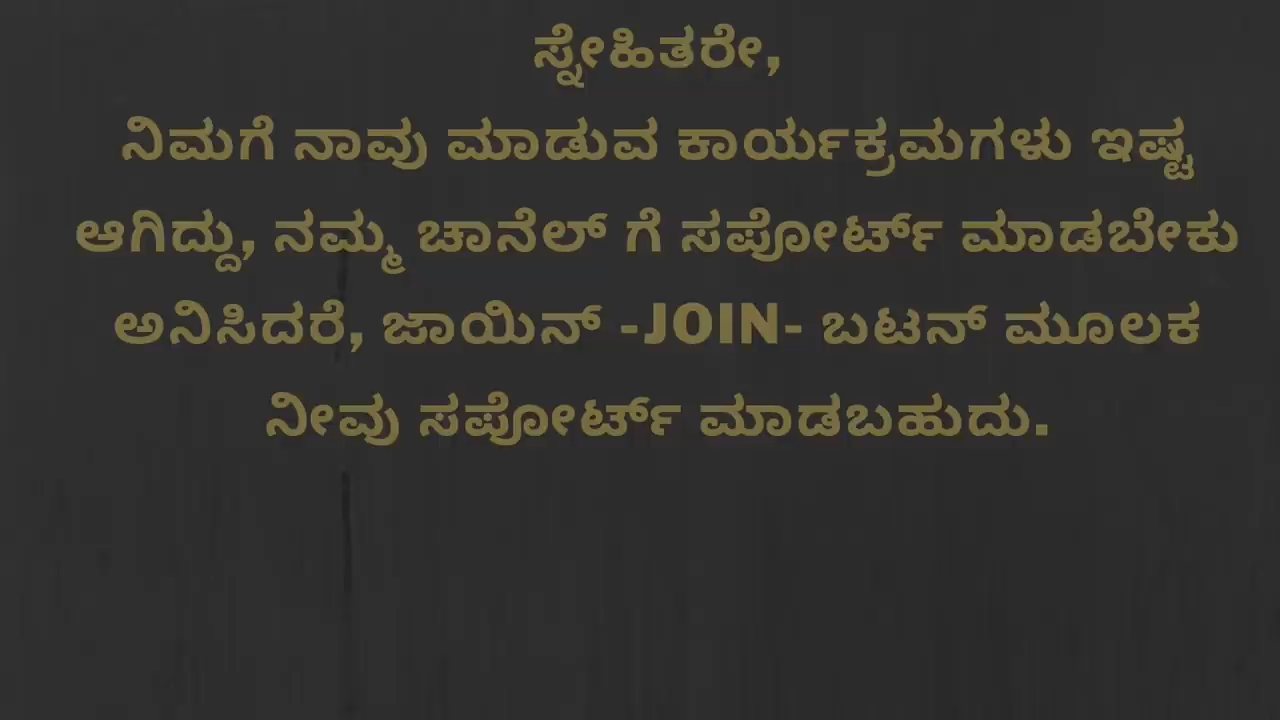 ಸ್ನೇಹಿತರೇ,
ನಿಮಗೆ ನಾವು ಮಾಡುವ ಕಾರ್ಯಕ್ರಮಗಳು ಇಷ್ಟ
ಆಗಿದ್ದು, ನಮ್ಮ ಚಾನೆಲ್ ಗೆ ಸಪೋರ್ಟ್ ಮಾಡಬೇಕು
ಅನಿಸಿದರೆ, ಜಾಯಿನ್ -JOIN- ಬಟನ್ ಮೂಲಕ
ನೀವು ಸಪೋರ್ಟ್ ಮಾಡಬಹುದು.